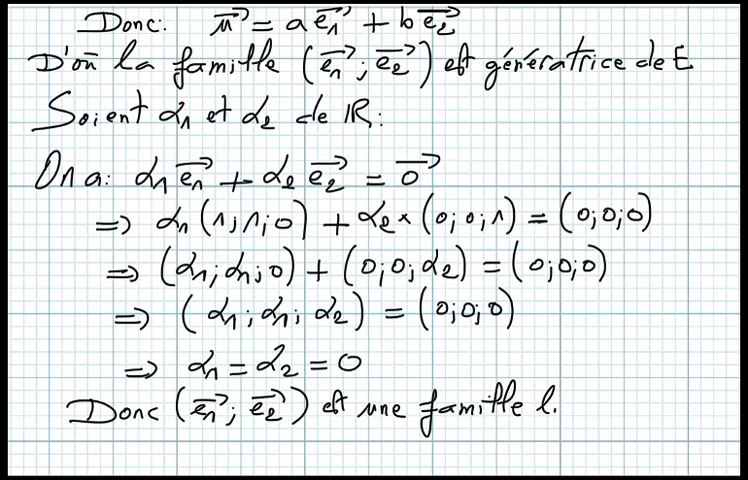 Donc: u⃗ = a e₁⃗ + b e₂⃗
D'où la famille (e₁⃗ ; e₂⃗) est génératrice de E
Soient α₁ et α₂ de ℝ:
On a: α₁ e₁⃗ + α₂ e₂⃗ = 0⃗
=> α₁(1;1;0) + α₂×(0;0;1) = (0;0;0)
=> (α₁;α₁;0) + (0;0;α₂) = (0;0;0)
=> (α₁;α₁;α₂) = (0;0;0)
=> α₁ = α₂ = 0
Donc (e₁⃗ ; e₂⃗) est une famille l.